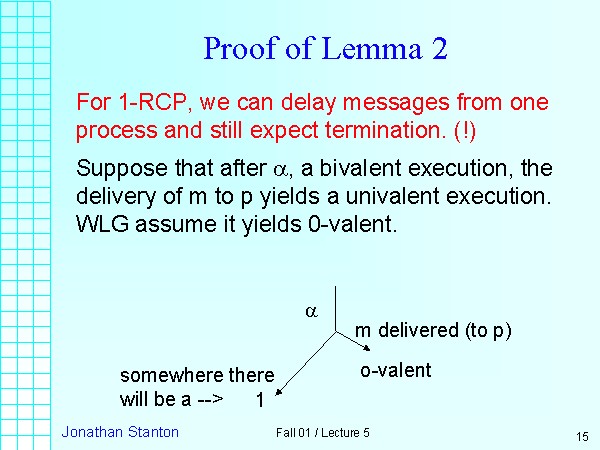 Proof of Lemma 2
For 1-RCP, we can delay messages from one
process and still expect termination. (!)
Suppose that after α, a bivalent execution, the
delivery of m to p yields a univalent execution.
WLG assume it yields 0-valent.
α
m delivered (to p)
o-valent
somewhere there
will be a --> 1
Jonathan Stanton
Fall 01 / Lecture 5
15